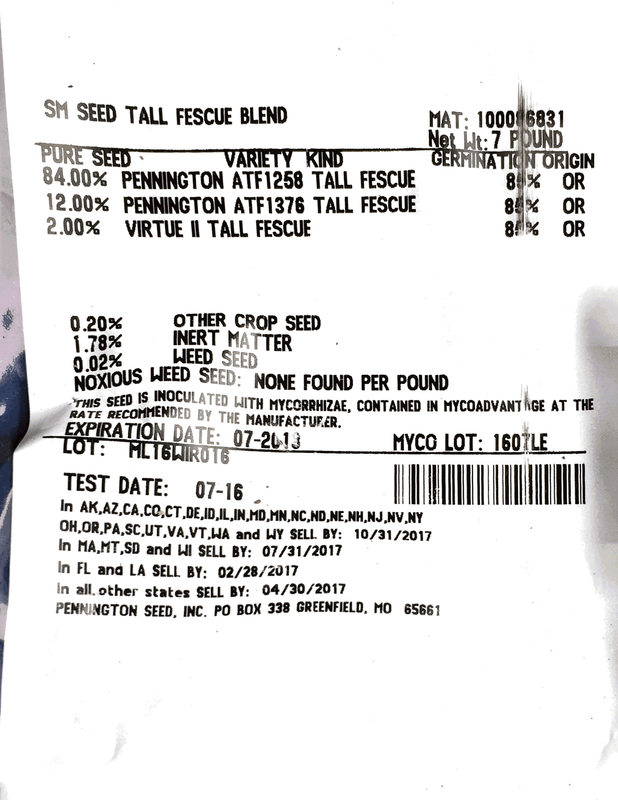 SM SEED TALL FESCUE BLEND
MAT:
Net Wt: 7 POUND
PURE SEED VARIETY KIND GERMINATION ORIGIN
84.00% PENNINGTON ATF1258 TALL FESCUE OR
12.00% PENNINGTON ATF1376 TALL FESCUE OR
2.00% VIRTUE II TALL FESCUE OR
0.20% OTHER CROP SEED
1.78% INERT MATTER
0.02% WEED SEED
NOXIOUS WEED SEED: NONE FOUND PER POUND
*THIS SEED IS INOCULATED WITH MYCORRHIZAE, CONTAINED IN MYCOADVANTAGE AT THE
RATE RECOMMENDED BY THE MANUFACTURER.
EXPIRATION DATE:
MYCO LOT:
LOT: ML16WIR016
TEST DATE: 07-16
In AK,AZ,CA,CO,CT,DE,ID,IL,IN,MD,MN,NC,ND,NE,NH,NJ,NV,NY
OH,OR,PA,SC,UT,VA,VT,WA and WY SELL BY: 10/31/2017
In MA,MT,SD and WI SELL BY: 07/31/2017
In FL and LA SELL BY: 02/28/2017
In all other states SELL BY: 04/30/2017
PENNINGTON SEED, INC. PO BOX 338 GREENFIELD, MO 65661